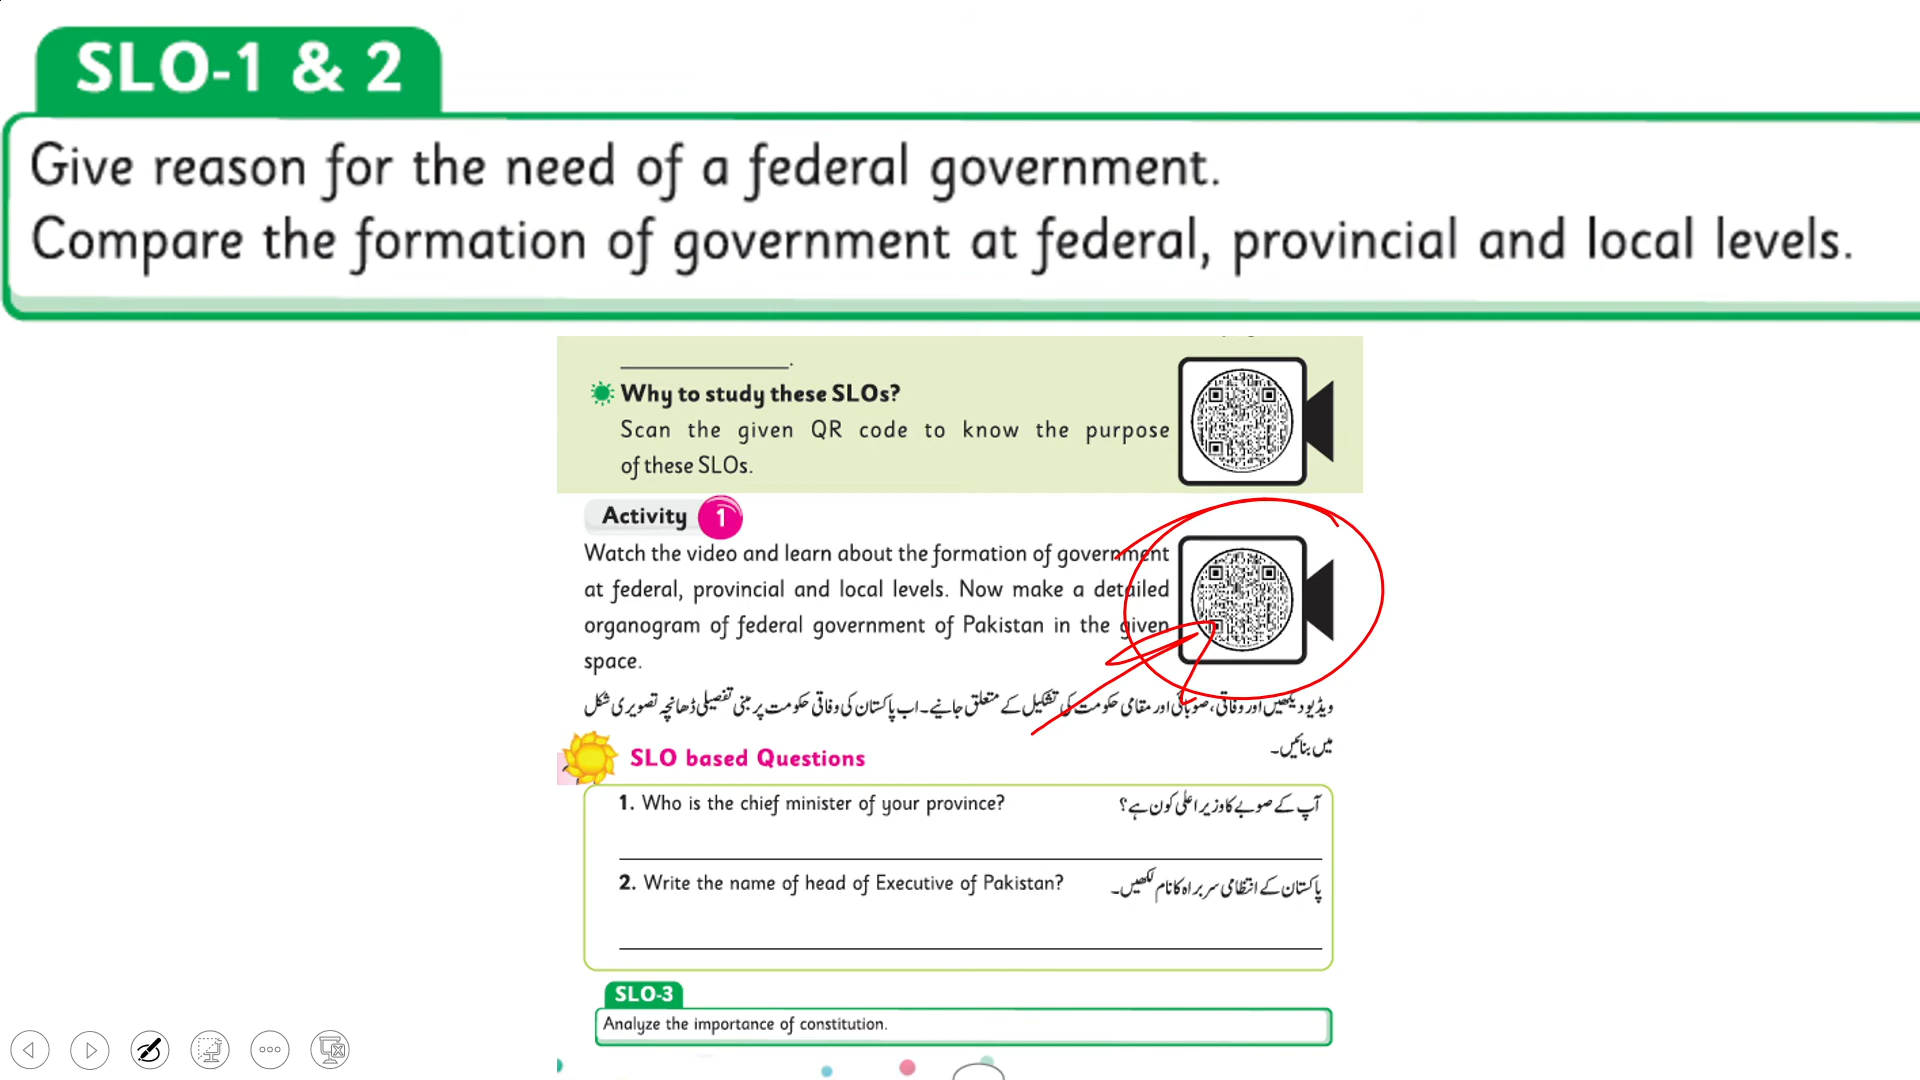 SLO-1 & 2
Give reason for the need of a federal government.
Compare the formation of government at federal, provincial and local levels.
Why to study these SLOs?
Scan the given QR code to know the purpose
of these SLOs.
Activity 1
Watch the video and learn about the formation of government
at federal, provincial and local levels. Now make a detailed
organogram of federal government of Pakistan in the given
space.
ویڈیو دیکھیں اور وفاقی، صوبائی اور مقامی حکومت کی تشکیل کے متعلق جانیے۔ اب پاکستان کی وفاقی حکومت پر مبنی تفصیلی ڈھانچہ تصویری شکل
میں بنائیں۔
SLO based Questions
1. Who is the chief minister of your province? آپ کے صوبے کا وزیر اعلیٰ کون ہے؟
2. Write the name of head of Executive of Pakistan? پاکستان کے انتظامی سربراہ کا نام لکھیں۔
SLO-3
Analyze the importance of constitution.